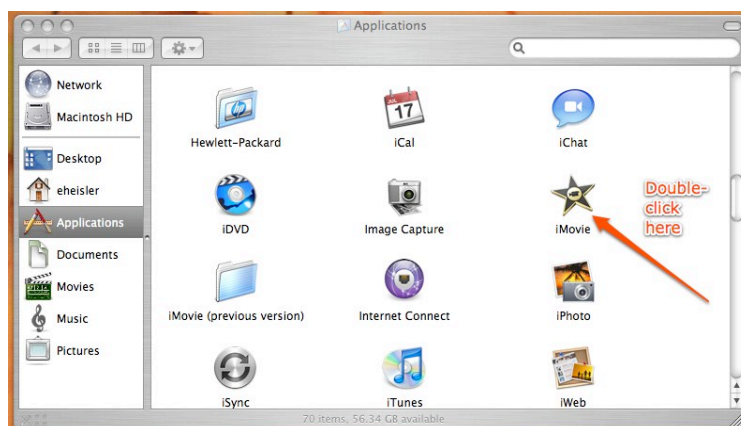 Applications
Network
Macintosh HD
Desktop
eheisler
Applications
Documents
Movies
Music
Pictures
Hewlett-Packard
17
iCal
iChat
iDVD
Image Capture
iMovie
Double-
click
here
iMovie (previous version)
Internet Connect
iPhoto
iSync
iTunes
iWeb
70 items, 56.34 GB available